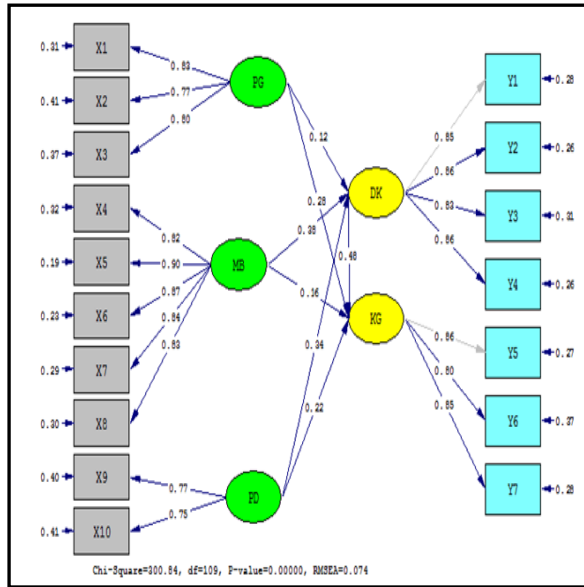 0.31 X1
0.41 X2
0.37 X3
0.32 X4
0.19 X5
0.23 X6
0.29 X7
0.30 X8
0.40 X9
0.41 X10
0.83
0.77
0.80
0.82
0.90
0.87
0.84
0.83
0.77
0.75
PG
MB
PD
0.12
0.28
0.38
0.16
0.34
0.22
0.48
DK
KG
0.85
0.86
0.83
0.86
0.86
0.80
0.85
Y1 0.28
Y2 0.26
Y3 0.31
Y4 0.26
Y5 0.27
Y6 0.37
Y7 0.28
Chi-Square=300.84, df=109, P-value=0.00000, RMSEA=0.074